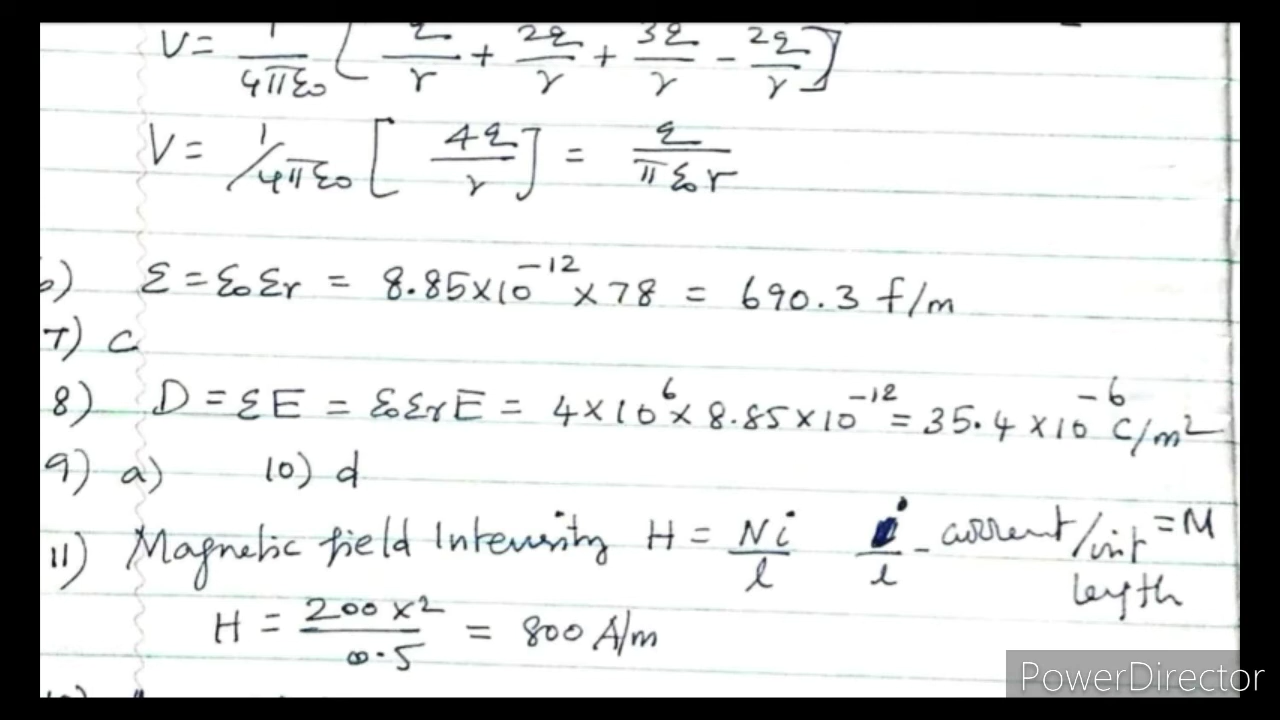 V= 1/4πε₀ [ q/r + 2q/r + 3q/r - 2q/r ]
V= 1/4πε₀ [ 4q/r ] = q/πε₀r
6) ε = ε₀εr = 8.85×10⁻¹² × 78 = 690.3 f/m
7) c
8) D = εE = ε₀εrE = 4×10⁶ × 8.85×10⁻¹² = 35.4 × 10⁻⁶ C/m²
9) a) 10) d
11) Magnetic field Intensity H = Ni/l i/l - current/unit length = M
H = 200×2/0.5 = 800 A/m
PowerDirector